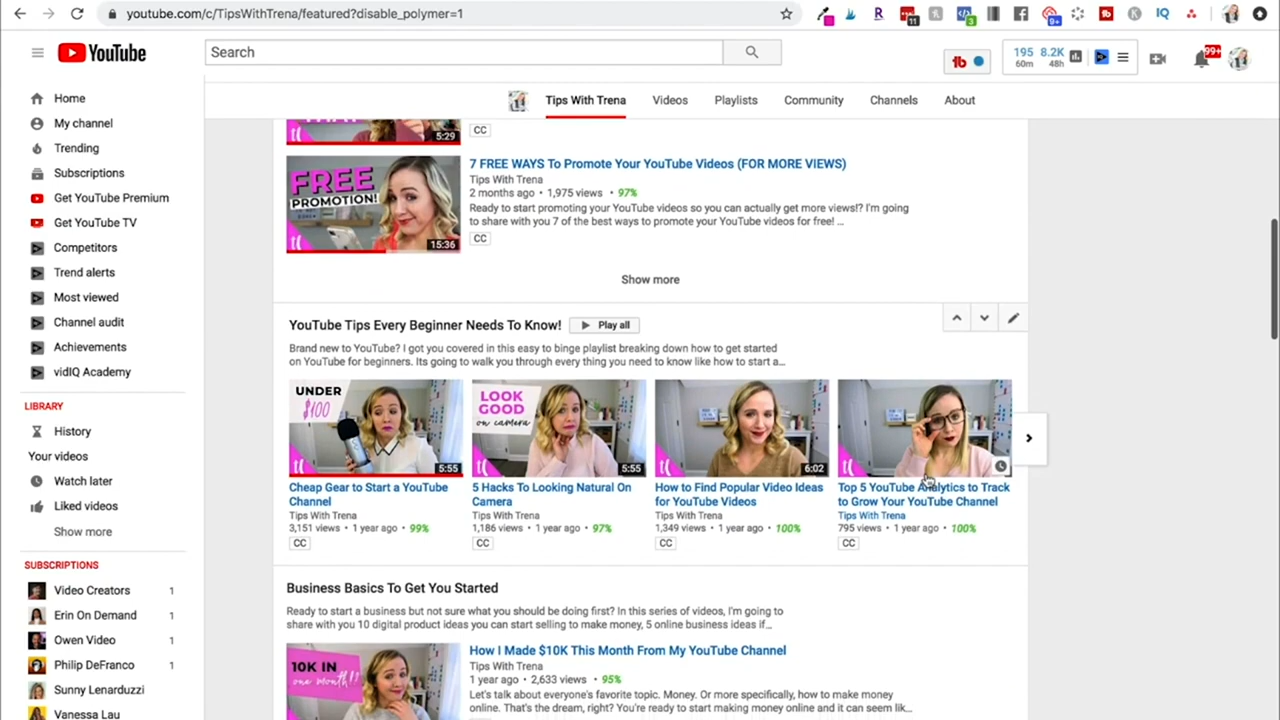 youtube.com/c/TipsWithTrena/featured?disable_polymer=1
11
3
9+
IQ
YouTube
Search
195 8.2K
60m 48h
99+
Tips With Trena Videos Playlists Community Channels About
Home
My channel
Trending
Subscriptions
Get YouTube Premium
Get YouTube TV
Competitors
Trend alerts
Most viewed
Channel audit
Achievements
vidIQ Academy
LIBRARY
History
Your videos
Watch later
Liked videos
Show more
SUBSCRIPTIONS
Video Creators 1
Erin On Demand 1
Owen Video 1
Philip DeFranco 1
Sunny Lenarduzzi
Vanessa Lau
5:29
CC
FREE
PROMOTION!
15:36
7 FREE WAYS To Promote Your YouTube Videos (FOR MORE VIEWS)
Tips With Trena
2 months ago • 1,975 views • 97%
Ready to start promoting your YouTube videos so you can actually get more views!? I'm going
to share with you 7 of the best ways to promote your YouTube videos for free! ...
CC
Show more
YouTube Tips Every Beginner Needs To Know! Play all
Brand new to YouTube? I got you covered in this easy to binge playlist breaking down how to get started
on YouTube for beginners. Its going to walk you through every thing you need to know like how to start a...
UNDER
$100
5:55
Cheap Gear to Start a YouTube
Channel
Tips With Trena
3,151 views • 1 year ago • 99%
CC
LOOK
GOOD
on camera
5:55
5 Hacks To Looking Natural On
Camera
Tips With Trena
1,186 views • 1 year ago • 97%
CC
6:02
How to Find Popular Video Ideas
for YouTube Videos
Tips With Trena
1,349 views • 1 year ago • 100%
CC
Top 5 YouTube Analytics to Track
to Grow Your YouTube Channel
Tips With Trena
795 views • 1 year ago • 100%
CC
Business Basics To Get You Started
Ready to start a business but not sure what you should be doing first? In this series of videos, I'm going to
share with you 10 digital product ideas you can start selling to make money, 5 online business ideas if...
10K IN
one month!!
How I Made $10K This Month From My YouTube Channel
Tips With Trena
1 year ago • 2,633 views • 95%
Let's talk about everyone's favorite topic. Money. Or more specifically, how to make money
online. That's the dream, right? You're ready to start making money online and it can seem lik...